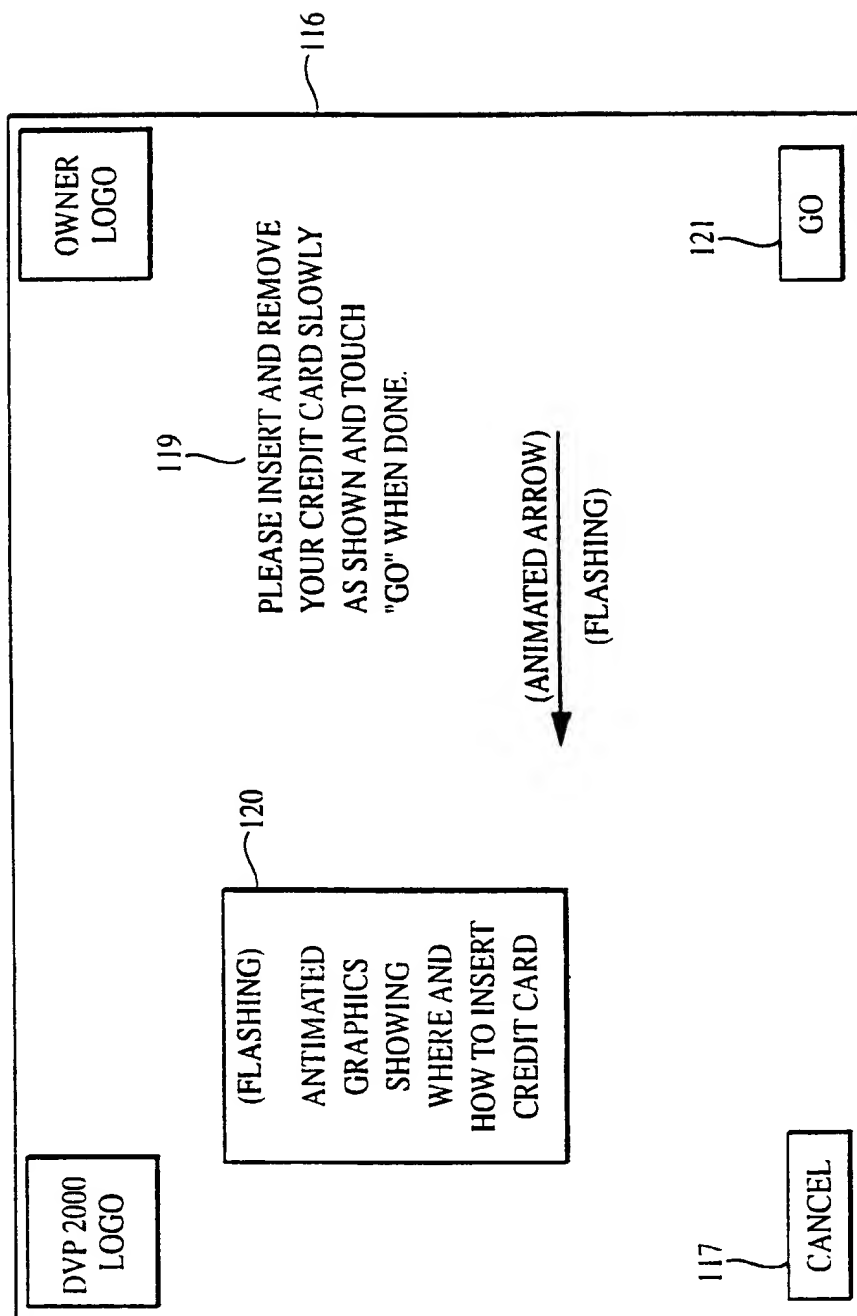 DVP 2000
LOGO
OWNER
LOGO
116
120
(FLASHING)
ANTIMATED
GRAPHICS
SHOWING
WHERE AND
HOW TO INSERT
CREDIT CARD
119
PLEASE INSERT AND REMOVE
YOUR CREDIT CARD SLOWLY
AS SHOWN AND TOUCH
"GO" WHEN DONE.
(ANIMATED ARROW)
(FLASHING)
117
CANCEL
121
GO